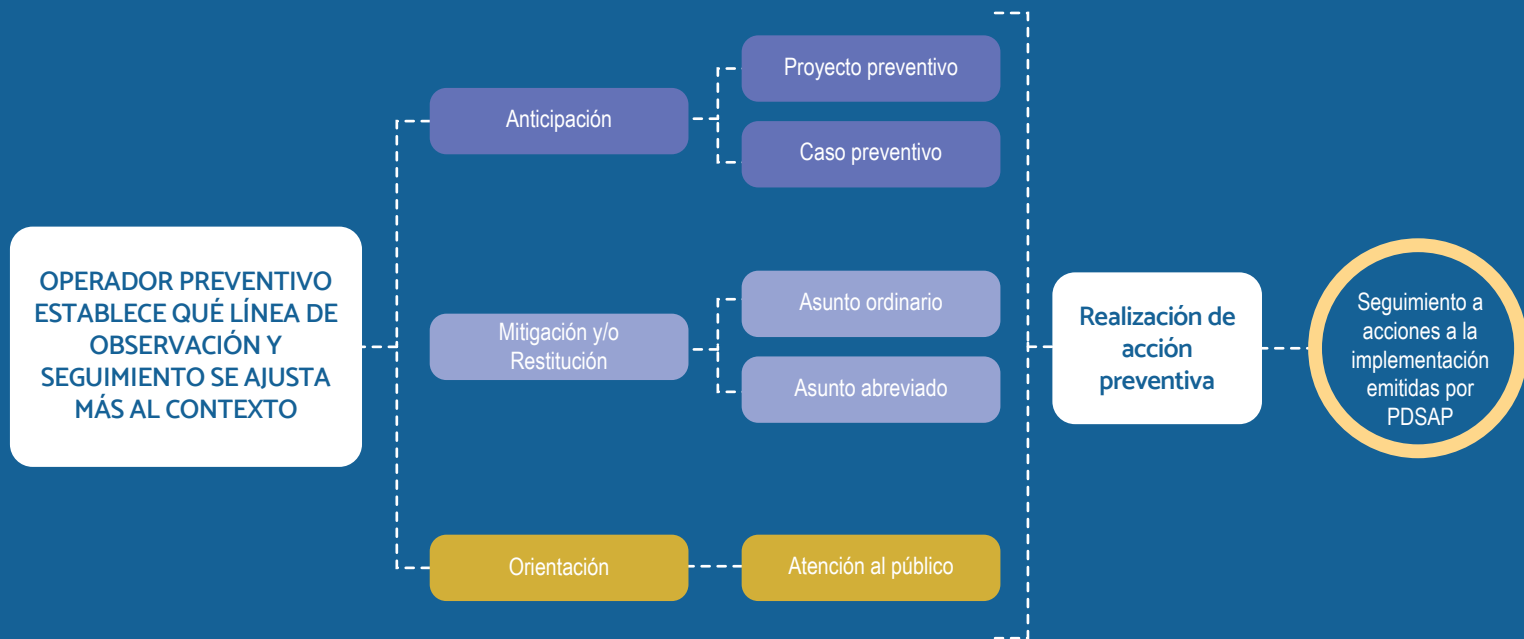 OPERADOR PREVENTIVO
ESTABLECE QUÉ LÍNEA DE
OBSERVACIÓN Y
SEGUIMIENTO SE AJUSTA
MÁS AL CONTEXTO
Anticipación
Proyecto preventivo
Caso preventivo
Mitigación y/o
Restitución
Asunto ordinario
Asunto abreviado
Orientación
Atención al público
Realización de
acción
preventiva
Seguimiento a
acciones a la
implementación
emitidas por
PDSAP